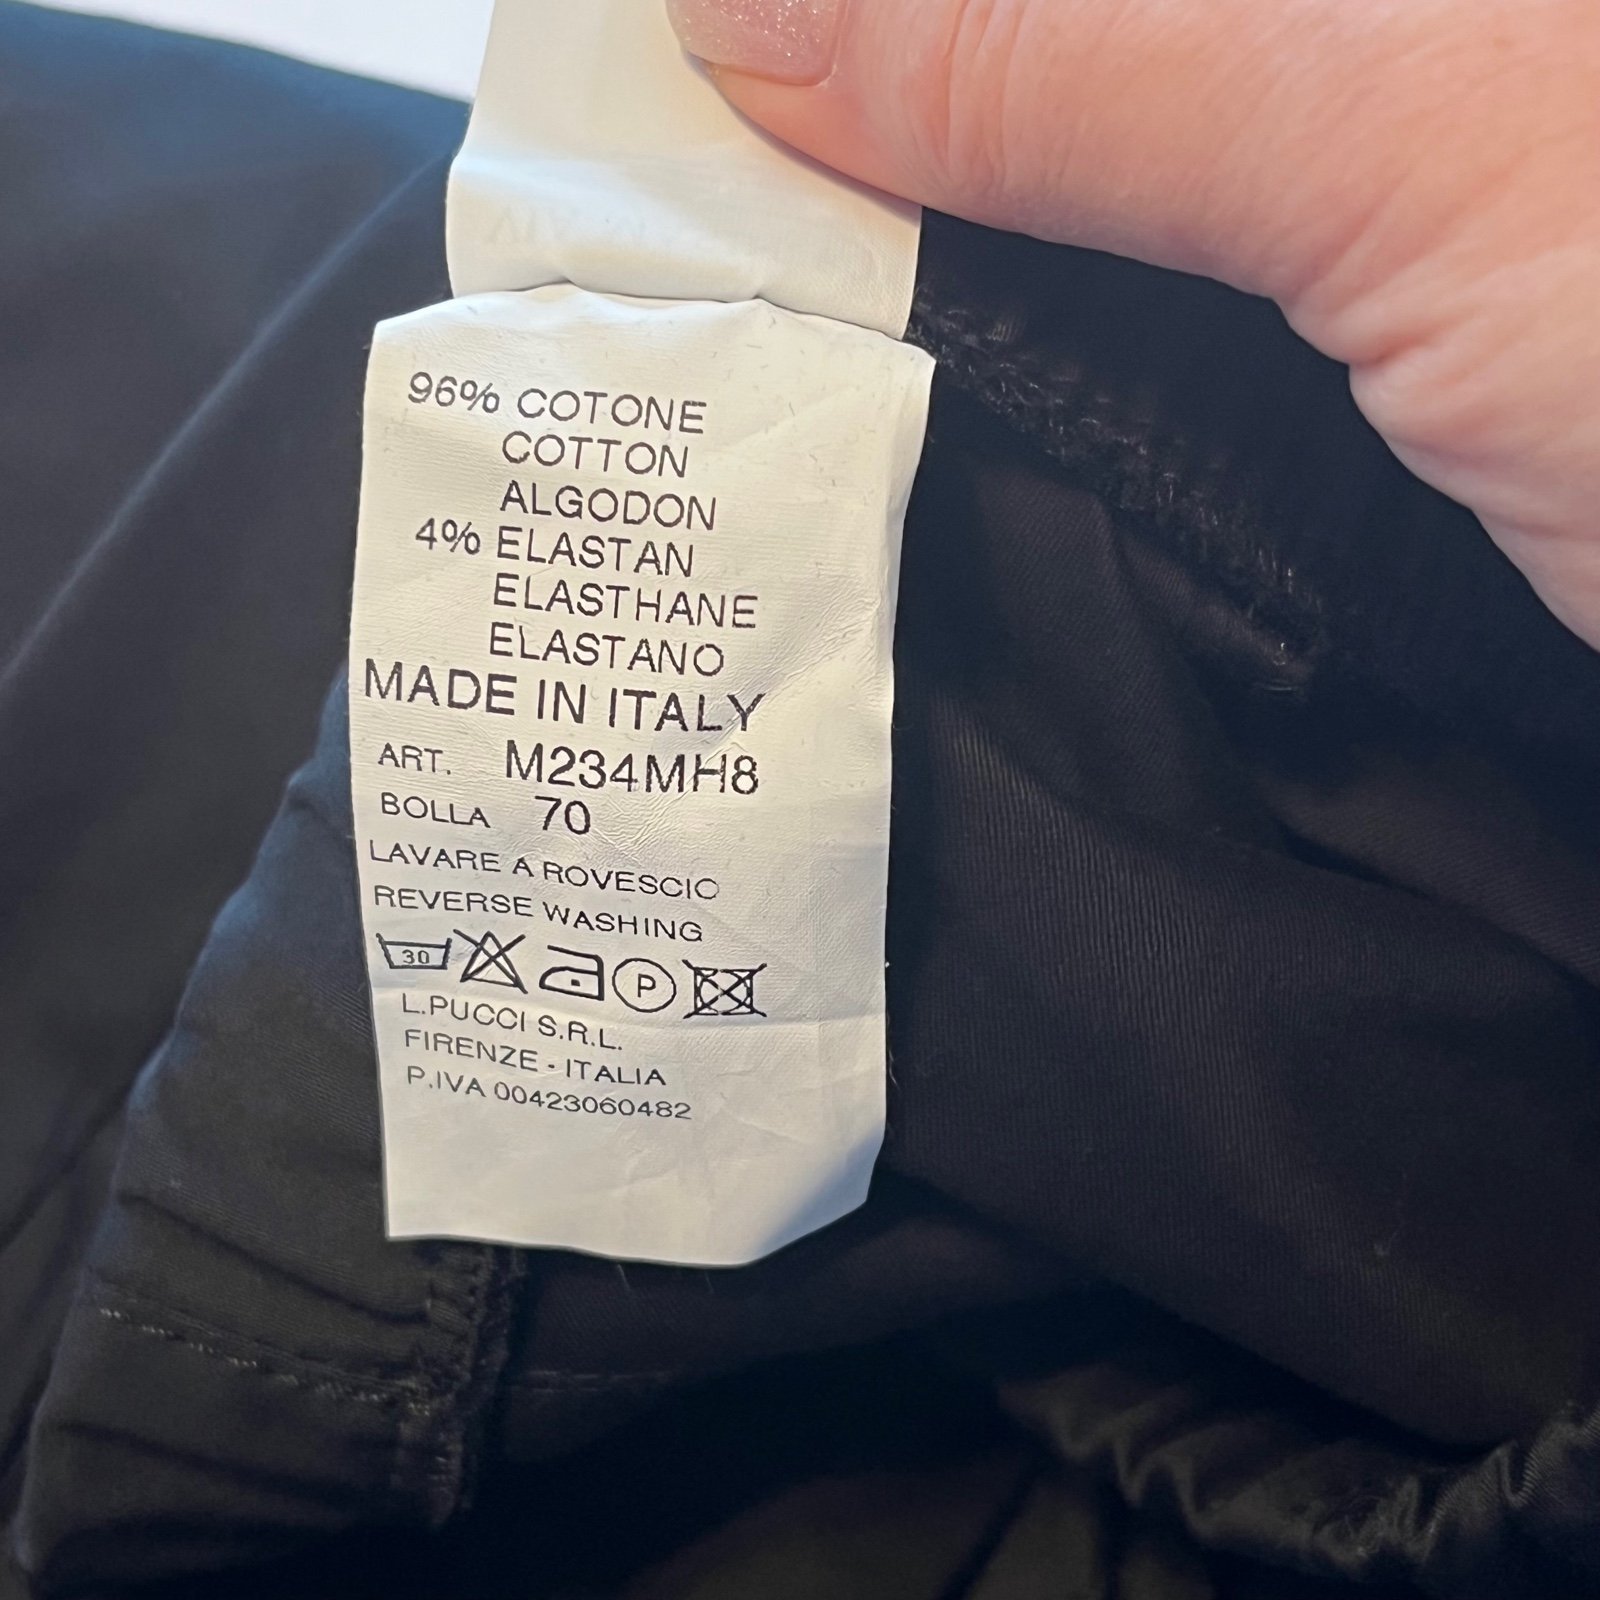 96% COTONE
COTTON
ALGODON
4% ELASTAN
ELASTHANE
ELASTANO
MADE IN ITALY
ART. M234MH8
BOLLA 70
LAVARE A ROVESCIO
REVERSE WASHING
30 P
L.PUCCI S.R.L.
FIRENZE - ITALIA
P.IVA 00423060482